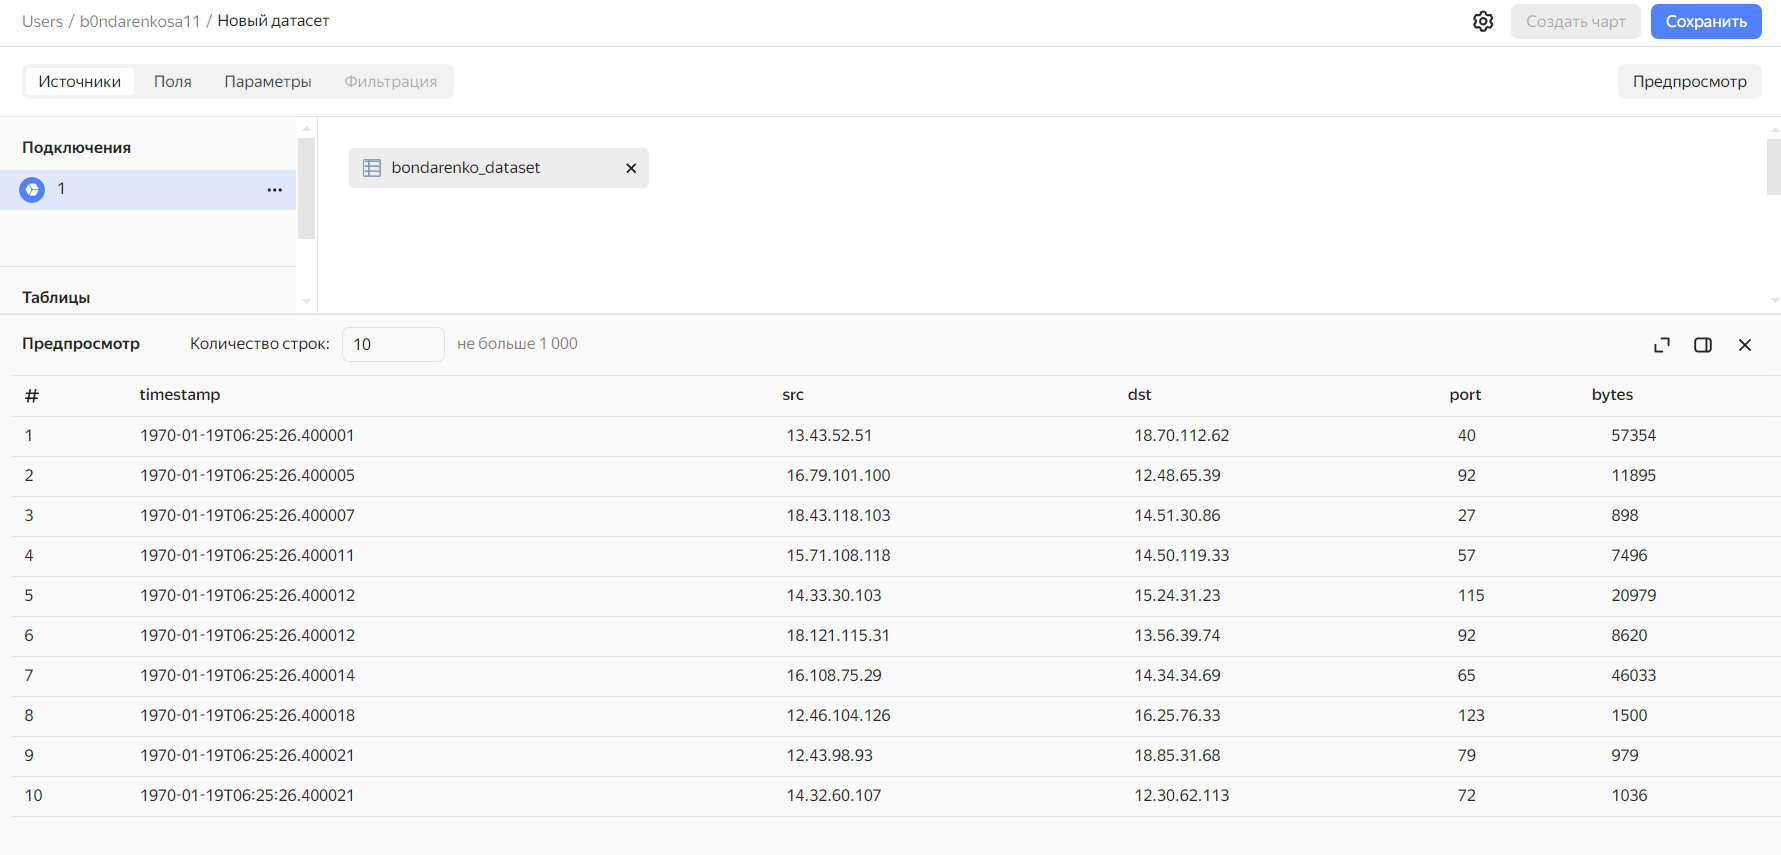 Users / b0ndarenkosa11 / Новый датасет
Создать чарт
Сохранить
Источники Поля Параметры Фильтрация
Предпросмотр
Подключения
1
bondarenko_dataset
Таблицы
Предпросмотр Количество строк: 10 не больше 1 000
# timestamp src dst port bytes
1 1970-01-19T06:25:26.400001 13.43.52.51 18.70.112.62 40 57354
2 1970-01-19T06:25:26.400005 16.79.101.100 12.48.65.39 92 11895
3 1970-01-19T06:25:26.400007 18.43.118.103 14.51.30.86 27 898
4 1970-01-19T06:25:26.400011 15.71.108.118 14.50.119.33 57 7496
5 1970-01-19T06:25:26.400012 14.33.30.103 15.24.31.23 115 20979
6 1970-01-19T06:25:26.400012 18.121.115.31 13.56.39.74 92 8620
7 1970-01-19T06:25:26.400014 16.108.75.29 14.34.34.69 65 46033
8 1970-01-19T06:25:26.400018 12.46.104.126 16.25.76.33 123 1500
9 1970-01-19T06:25:26.400021 12.43.98.93 18.85.31.68 79 979
10 1970-01-19T06:25:26.400021 14.32.60.107 12.30.62.113 72 1036